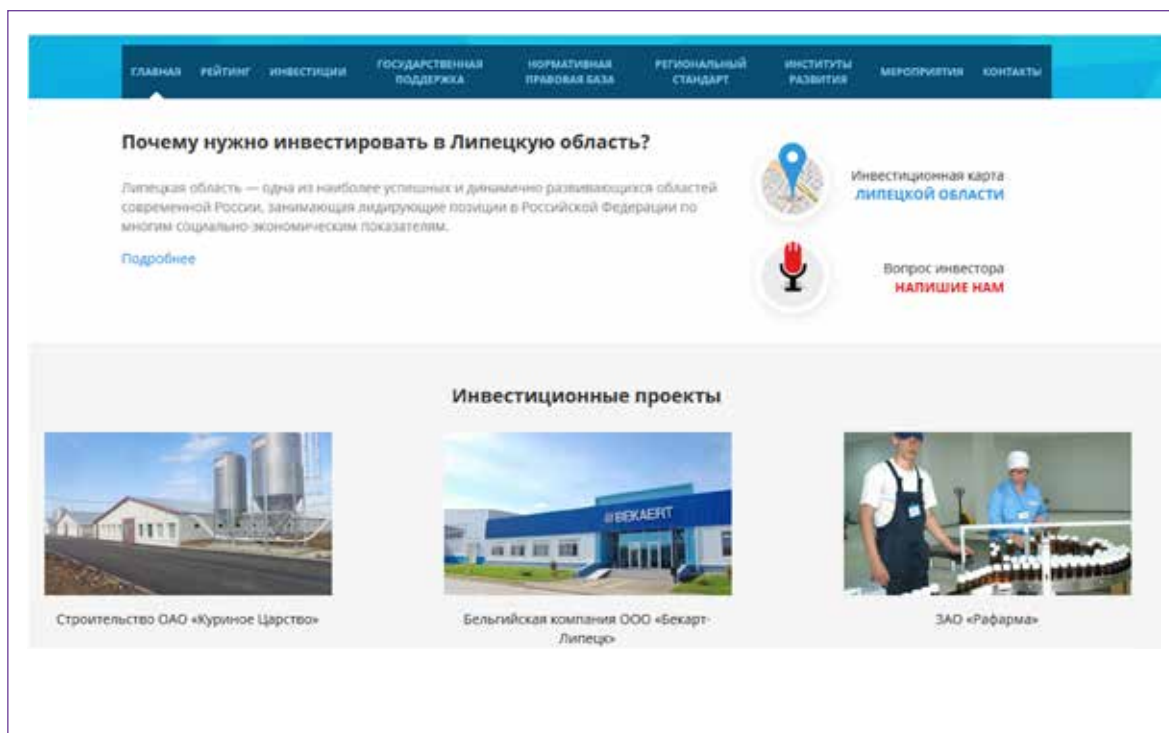 ГЛАВНАЯ РЕЙТИНГ ИНВЕСТИЦИИ ГОСУДАРСТВЕННАЯ ПОДДЕРЖКА НОРМАТИВНАЯ ПРАВОВАЯ БАЗА РЕГИОНАЛЬНЫЙ СТАНДАРТ ИНСТИТУТЫ РАЗВИТИЯ МЕРОПРИЯТИЯ КОНТАКТЫ
Почему нужно инвестировать в Липецкую область?
Липецкая область — одна из наиболее успешных и динамично развивающихся областей
современной России, занимающая лидирующие позиции в Российской Федерации по
многим социально-экономическим показателям.
Подробнее
Инвестиционная карта
ЛИПЕЦКОЙ ОБЛАСТИ
Вопрос инвестора
НАПИШИЕ НАМ
Инвестиционные проекты
BEKAERT
Строительство ОАО «Куриное Царство»
Бельгийская компания ООО «Бекарт-
Липецк»
ЗАО «Рафарма»